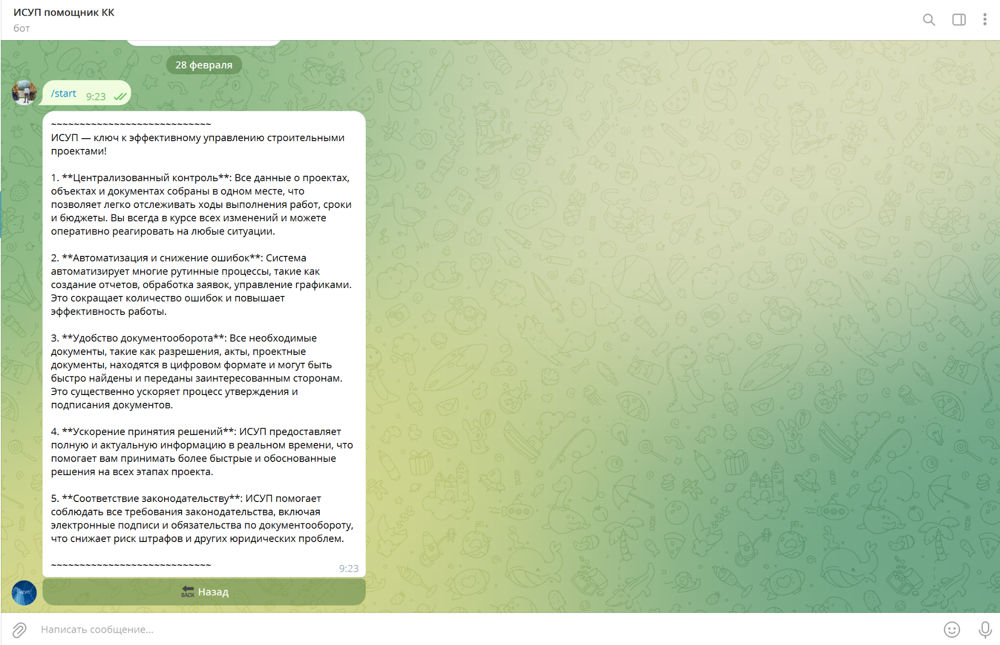 ИСУП помощник КК
бот
28 февраля
/start 9:23
~~~~~~~~~~~~~~~~~~~~~~~~~~~~
ИСУП — ключ к эффективному управлению строительными
проектами!
1. **Централизованный контроль**: Все данные о проектах,
объектах и документах собраны в одном месте, что
позволяет легко отслеживать ходы выполнения работ, сроки
и бюджеты. Вы всегда в курсе всех изменений и можете
оперативно реагировать на любые ситуации.
2. **Автоматизация и снижение ошибок**: Система
автоматизирует многие рутинные процессы, такие как
создание отчетов, обработка заявок, управление графиками.
Это сокращает количество ошибок и повышает
эффективность работы.
3. **Удобство документооборота**: Все необходимые
документы, такие как разрешения, акты, проектные
документы, находятся в цифровом формате и могут быть
быстро найдены и переданы заинтересованным сторонам.
Это существенно ускоряет процесс утверждения и
подписания документов.
4. **Ускорение принятия решений**: ИСУП предоставляет
полную и актуальную информацию в реальном времени, что
помогает вам принимать более быстрые и обоснованные
решения на всех этапах проекта.
5. **Соответствие законодательству**: ИСУП помогает
соблюдать все требования законодательства, включая
электронные подписи и обязательства по документообороту,
что снижает риск штрафов и других юридических проблем.
~~~~~~~~~~~~~~~~~~~~~~~~~~~~
9:23
ИСУП
BACK Назад
Написать сообщение...